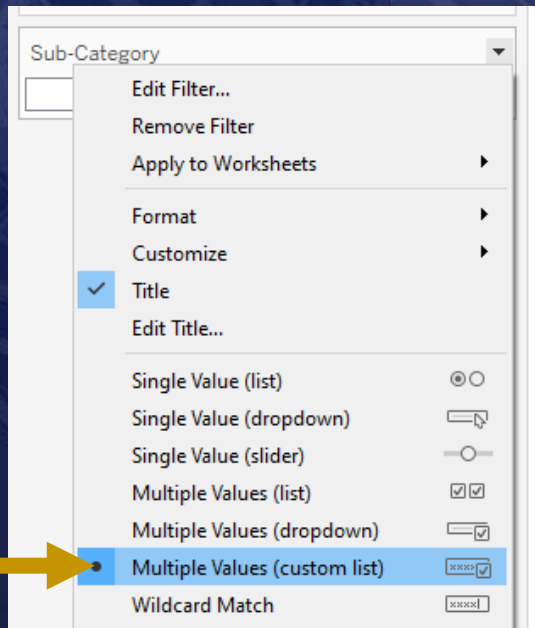 Sub-Category
Edit Filter...
Remove Filter
Apply to Worksheets
Format
Customize
Title
Edit Title...
Single Value (list)
Single Value (dropdown)
Single Value (slider)
Multiple Values (list)
Multiple Values (dropdown)
Multiple Values (custom list)
Wildcard Match